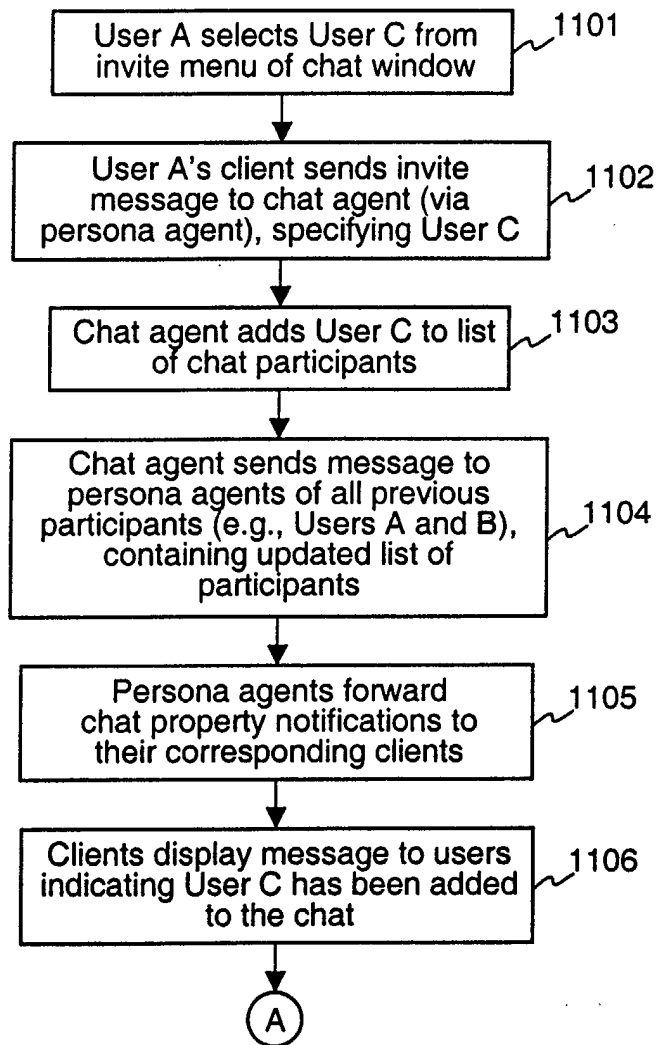 User A selects User C from
invite menu of chat window
1101
User A's client sends invite
message to chat agent (via
persona agent), specifying User C
1102
Chat agent adds User C to list
of chat participants
1103
Chat agent sends message to
persona agents of all previous
participants (e.g., Users A and B),
containing updated list of
participants
1104
Persona agents forward
chat property notifications to
their corresponding clients
1105
Clients display message to users
indicating User C has been added
to the chat
1106
A